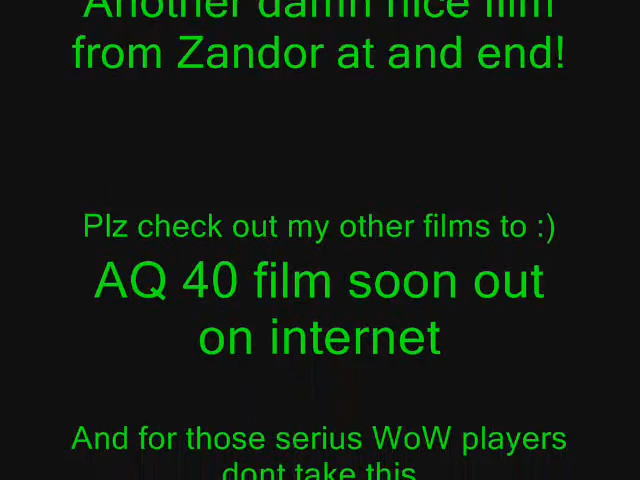 Another damn nice film
from Zandor at and end!
Plz check out my other films to :)
AQ 40 film soon out
on internet
And for those serius WoW players
dont take this